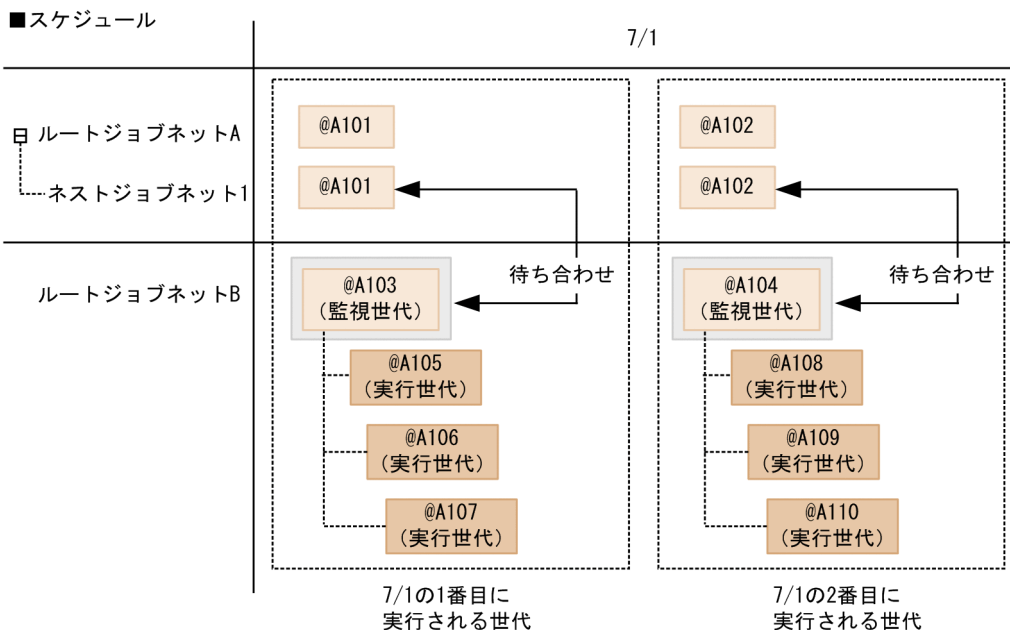 ■スケジュール
7/1
ルートジョブネットA
@A101
@A102
ネストジョブネット1
@A101
@A102
ルートジョブネットB
@A103
(監視世代)
待ち合わせ
@A104
(監視世代)
待ち合わせ
@A105
(実行世代)
@A108
(実行世代)
@A106
(実行世代)
@A109
(実行世代)
@A107
(実行世代)
@A110
(実行世代)
7/1の1番目に
実行される世代
7/1の2番目に
実行される世代